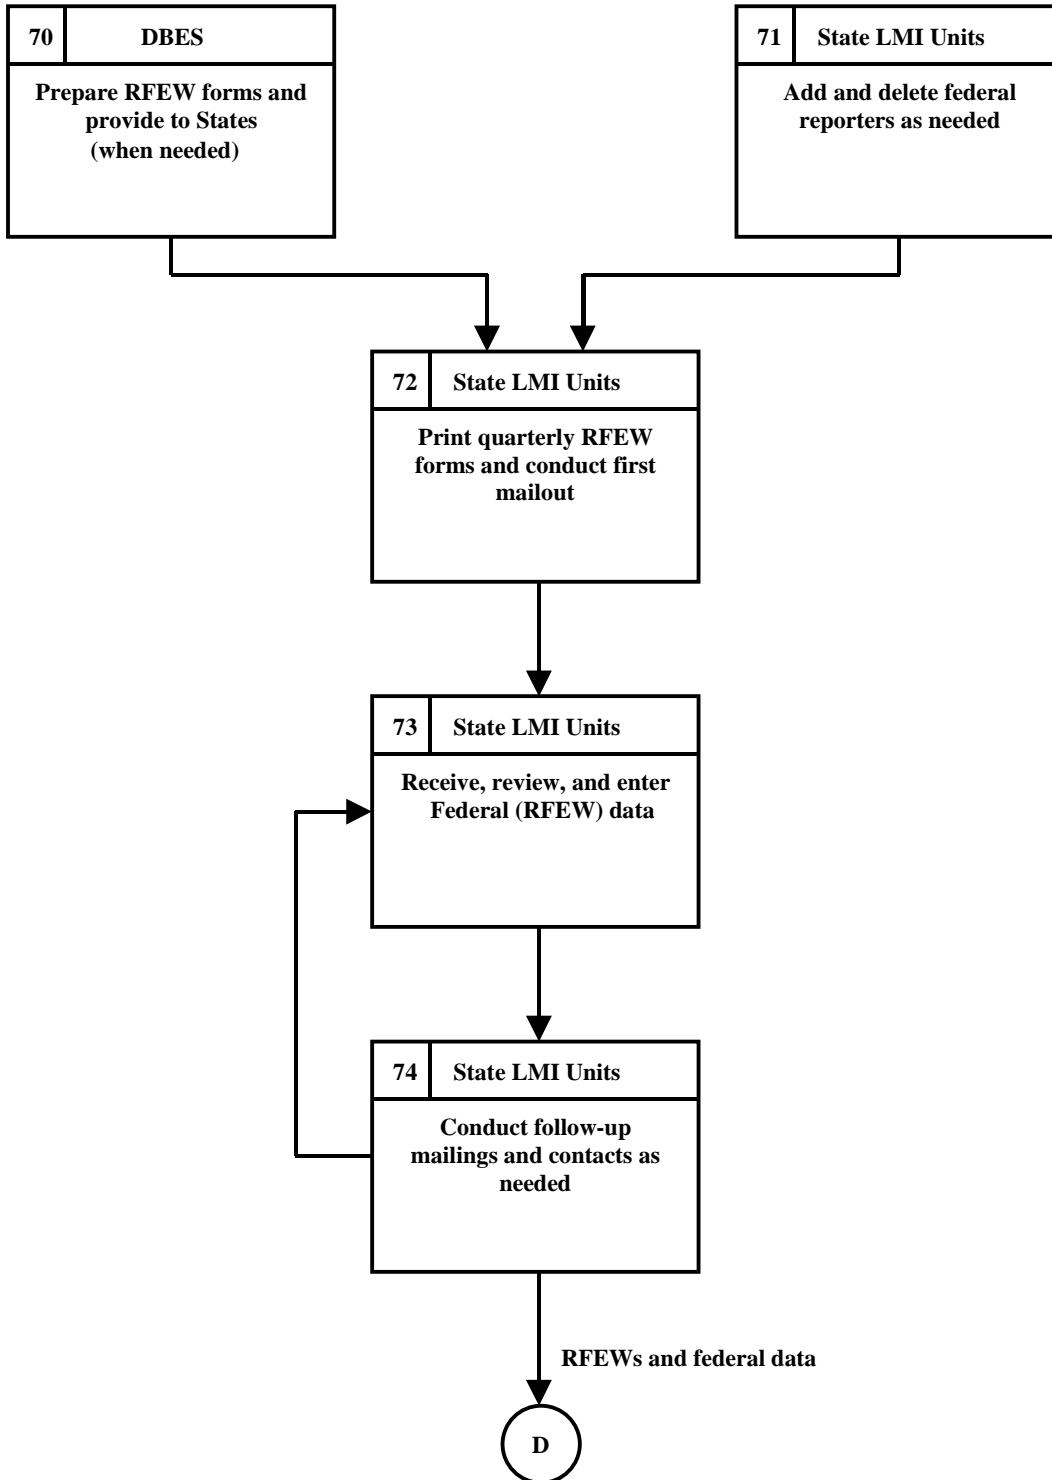 70 DBES
Prepare RFEW forms and
provide to States
(when needed)
71 State LMI Units
Add and delete federal
reporters as needed
72 State LMI Units
Print quarterly RFEW
forms and conduct first
mailout
73 State LMI Units
Receive, review, and enter
Federal (RFEW) data
74 State LMI Units
Conduct follow-up
mailings and contacts as
needed
RFEWs and federal data
D